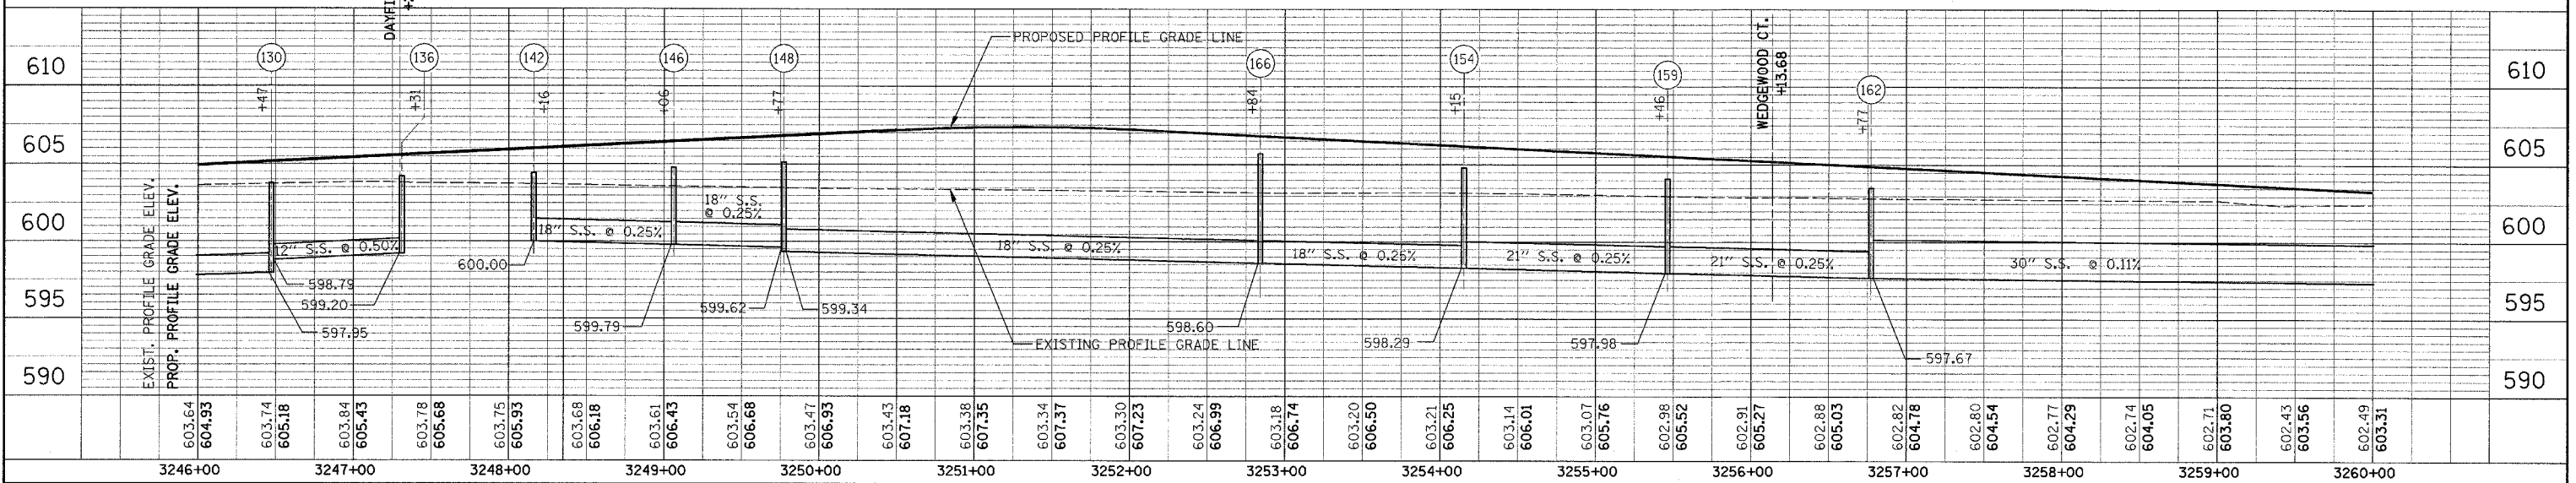 DAYFI
PROPOSED PROFILE GRADE LINE
130 136 142 146 148 166 154 159 162
+47 +31 +16 +06 +77 +84 +15 +46 +77
WEDGEWOOD CT.
+13.68
610 610
605 605
600 600
595 595
590 590
EXIST. PROFILE GRADE ELEV.
PROP. PROFILE GRADE ELEV.
12" S.S. @ 0.50%
18" S.S. @ 0.25%
18" S.S.
@ 0.25%
18" S.S. @ 0.25%
18" S.S. @ 0.25%
21" S.S. @ 0.25%
21" S.S. @ 0.25%
30" S.S. @ 0.11%
598.79
599.20
597.95
600.00
599.79
599.62
599.34
598.60
598.29
597.98
597.67
EXISTING PROFILE GRADE LINE
603.64 603.74 603.84 603.78 603.75 603.68 603.61 603.54 603.47 603.43 603.38 603.34 603.30 603.24 603.18 603.20 603.21 603.14 603.07 602.98 602.91 602.88 602.82 602.80 602.77 602.74 602.71 602.43 602.49
604.93 605.18 605.43 605.68 605.93 606.18 606.43 606.68 606.93 607.18 607.35 607.37 607.23 606.99 606.74 606.50 606.25 606.01 605.76 605.52 605.27 605.03 604.78 604.54 604.29 604.05 603.80 603.56 603.31
3246+00 3247+00 3248+00 3249+00 3250+00 3251+00 3252+00 3253+00 3254+00 3255+00 3256+00 3257+00 3258+00 3259+00 3260+00